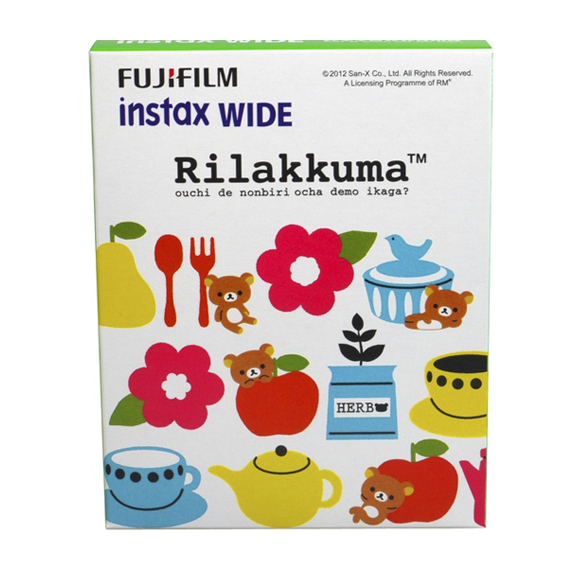 FUJIFILM
©2012 San-X Co., Ltd. All Rights Reserved.
A Licensing Programme of RM®
instax WIDE
Rilakkuma™
ouchi de nonbiri ocha demo ikaga?
HERB